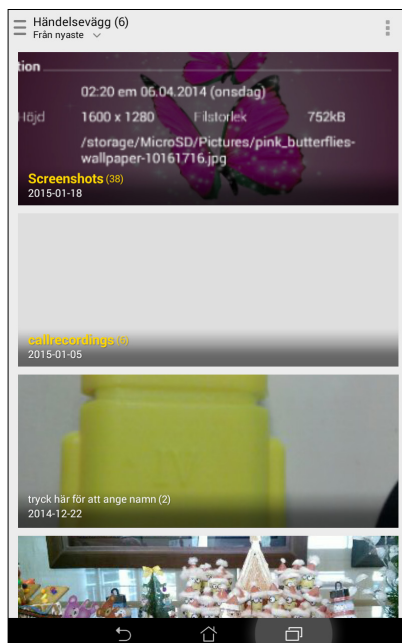 Händelsevägg (6)
Från nyaste
tion
02:20 em 06.04.2014 (onsdag)
Höjd 1600 x 1280 Filstorlek 752kB
/storage/MicroSD/Pictures/pink_butterflies-
wallpaper-10161716.jpg
Screenshots (38)
2015-01-18
callrecordings (6)
2015-01-05
tryck här för att ange namn (2)
2014-12-22